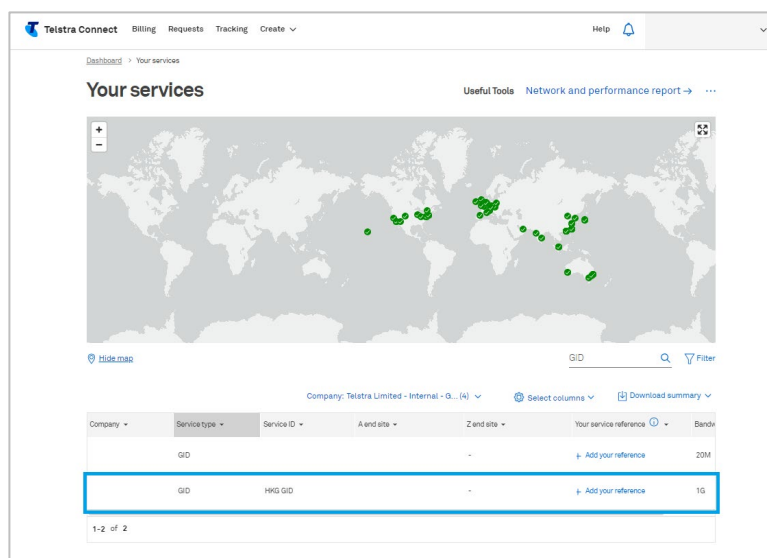 Telstra Connect Billing Requests Tracking Create Help
Dashboard > Your services
Your services
Useful Tools Network and performance report → ...
+
−
Hide map
GID
Filter
Company: Telstra Limited - Internal - G... (4) Select columns Download summary
Company Service type Service ID A end site Z end site Your service reference Bandw
GID - + Add your reference 20M
GID HKG GID - + Add your reference 1G
1-2 of 2